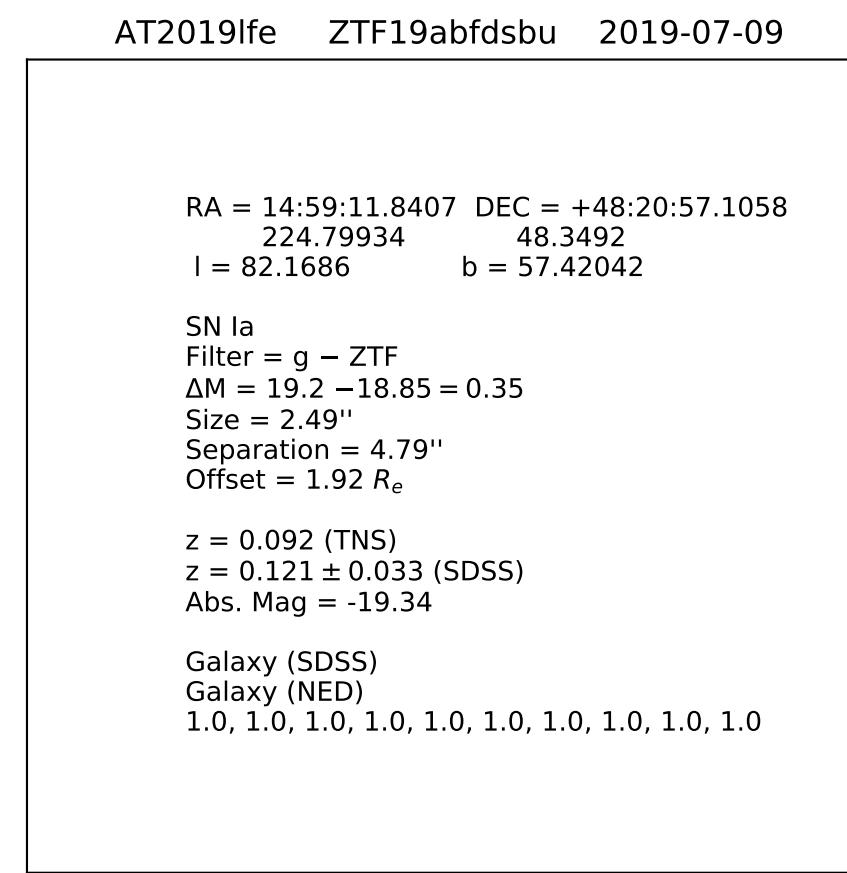 AT2019lfe ZTF19abfdsbu 2019-07-09
RA = 14:59:11.8407 DEC = +48:20:57.1058
224.79934 48.3492
l = 82.1686 b = 57.42042
SN Ia
Filter = g − ZTF
ΔM = 19.2 −18.85 = 0.35
Size = 2.49''
Separation = 4.79''
Offset = 1.92 Rₑ
z = 0.092 (TNS)
z = 0.121 ± 0.033 (SDSS)
Abs. Mag = -19.34
Galaxy (SDSS)
Galaxy (NED)
1.0, 1.0, 1.0, 1.0, 1.0, 1.0, 1.0, 1.0, 1.0, 1.0